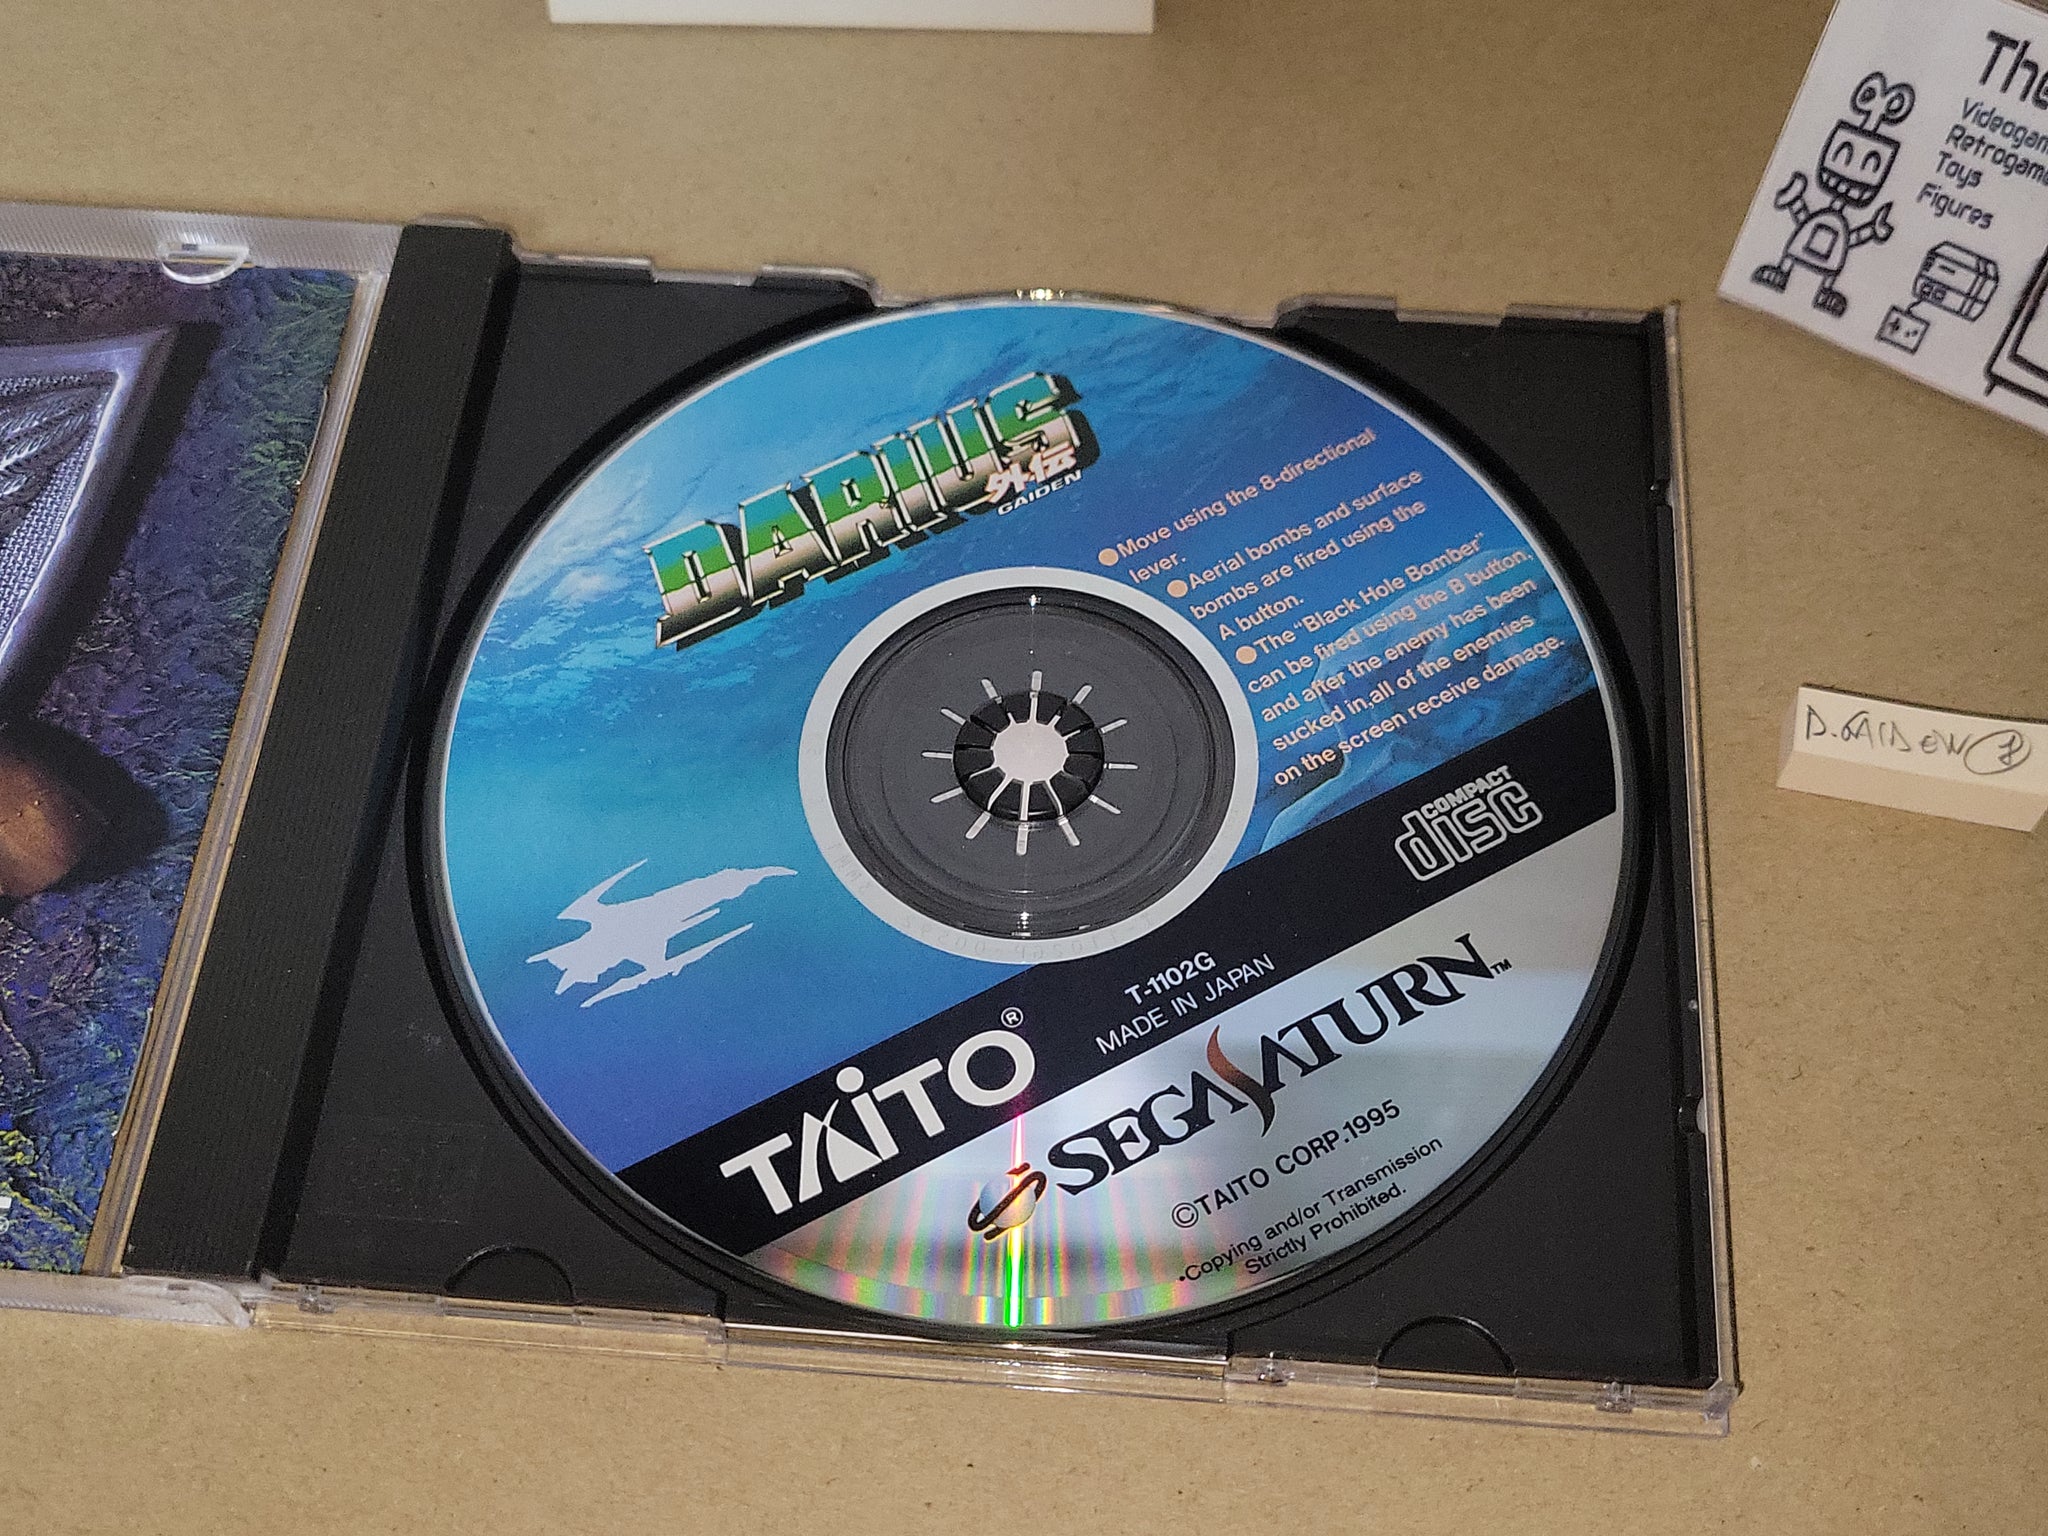 The
Videogam
Retrogame
Toys
Figures
DARIUS
外伝
GAIDEN
●Move using the 8-directional
lever.
●Aerial bombs and surface
bombs are fired using the
A button.
●The "Black Hole Bomber"
can be fired using the B button,
and after the enemy has been
sucked in,all of the enemies
on the screen receive damage.
COMPACT
disc
T-1102G
MADE IN JAPAN
TAITO®
SEGA SATURN™
©TAITO CORP.1995
•Copying and/or Transmission
Strictly Prohibited.
D.GAIDEN